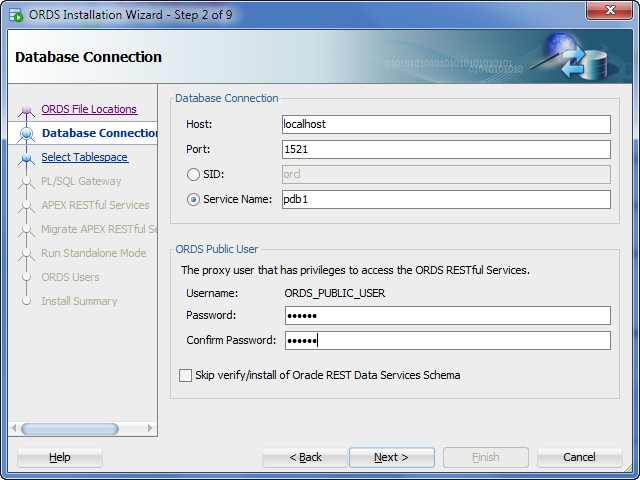 ORDS Installation Wizard - Step 2 of 9
Database Connection
ORDS File Locations
Database Connection
Select Tablespace
PL/SQL Gateway
APEX RESTful Services
Migrate APEX RESTful Se
Run Standalone Mode
ORDS Users
Install Summary
Database Connection
Host: localhost
Port: 1521
SID: orcl
Service Name: pdb1
ORDS Public User
The proxy user that has privileges to access the ORDS RESTful Services.
Username: ORDS_PUBLIC_USER
Password: ••••••
Confirm Password: ••••••
Skip verify/install of Oracle REST Data Services Schema
Help
< Back
Next >
Finish
Cancel